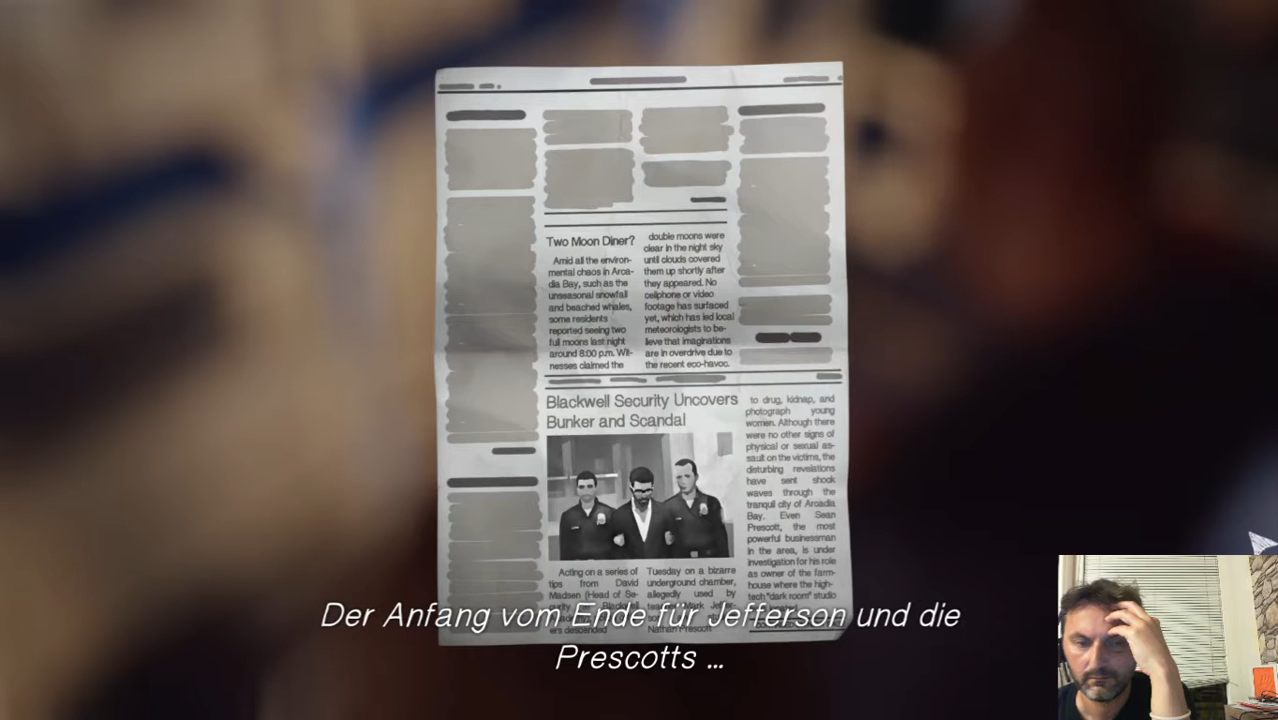 Two Moon Diner?
Amid all the environ-
mental chaos in Arca-
dia Bay, such as the
unseasonal snowfall
and beached whales,
some residents
reported seeing two
full moons last night
around 8:00 p.m. Wit-
nesses claimed the
double moons were
clear in the night sky
until clouds covered
them up shortly after
they appeared. No
cellphone or video
footage has surfaced
yet, which has led local
meteorologists to be-
lieve that imaginations
are in overdrive due to
the recent eco-havoc.
Blackwell Security Uncovers
Bunker and Scandal
Acting on a series of
tips from David
Madsen (Head of Se-
ers descended
Tuesday on a bizarre
underground chamber,
allegedly used by
Nathan Prescott
to drug, kidnap, and
photograph young
women. Although there
were no other signs of
physical or sexual as-
sault on the victims, the
disturbing revelations
have sent shock
waves through the
tranquil city of Arcadia
Bay. Even Sean
Prescott, the most
powerful businessman
in the area, is under
investigation for his role
as owner of the farm-
house where the high-
tech "dark room" studio
Der Anfang vom Ende für Jefferson und die
Prescotts ...